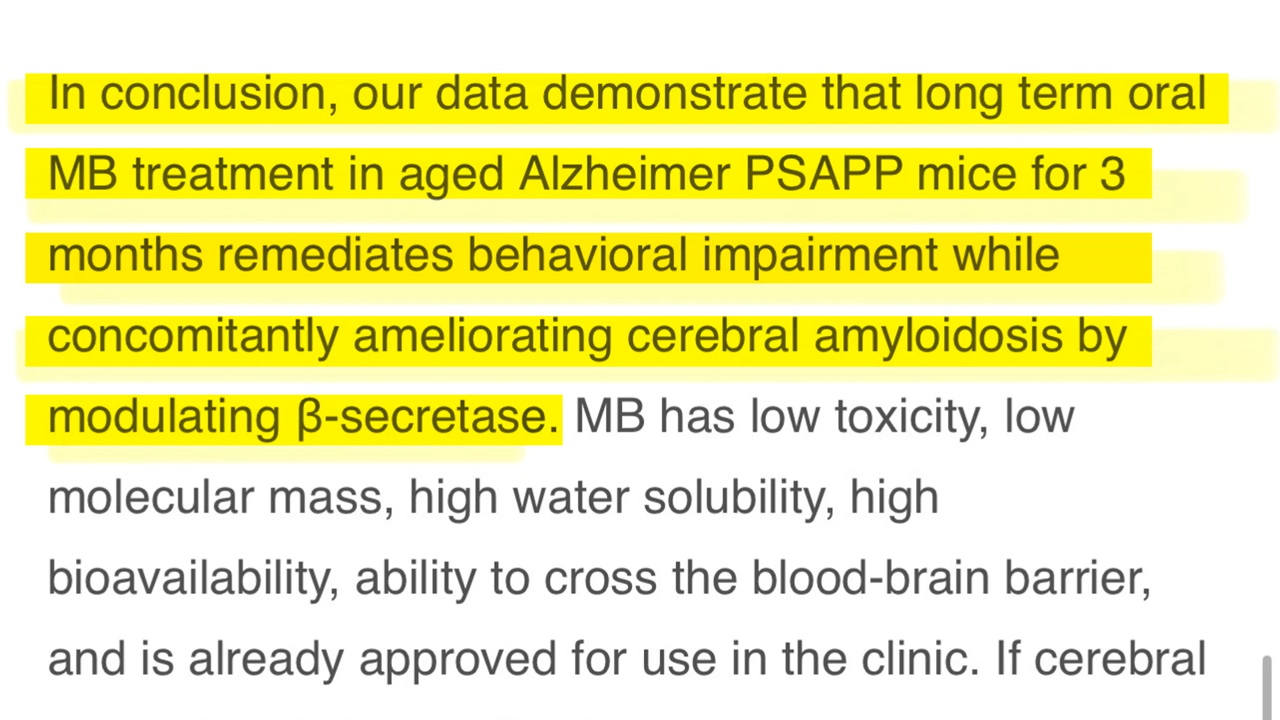 In conclusion, our data demonstrate that long term oral
MB treatment in aged Alzheimer PSAPP mice for 3
months remediates behavioral impairment while
concomitantly ameliorating cerebral amyloidosis by
modulating β-secretase. MB has low toxicity, low
molecular mass, high water solubility, high
bioavailability, ability to cross the blood-brain barrier,
and is already approved for use in the clinic. If cerebral